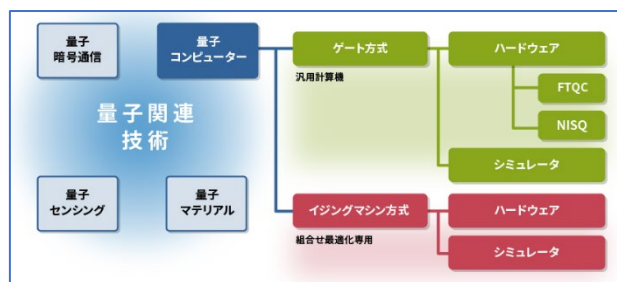 量子
暗号通信
量子
コンピューター
ゲート方式
ハードウェア
汎用計算機
FTQC
NISQ
量子関連
技術
シミュレータ
量子
センシング
量子
マテリアル
イジングマシン方式
ハードウェア
組合せ最適化専用
シミュレータ